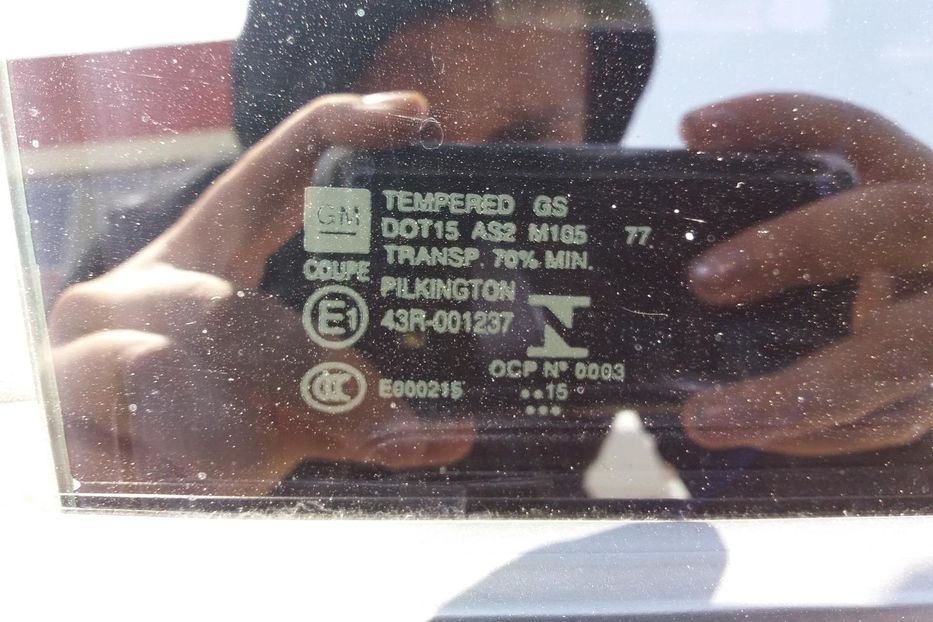 GM
TEMPERED GS
DOT15 AS2 M105 77
TRANSP 70% MIN.
COUPE
PILKINGTON
E1
43R-001237
OCP Nº 0003
E000215
..15
...